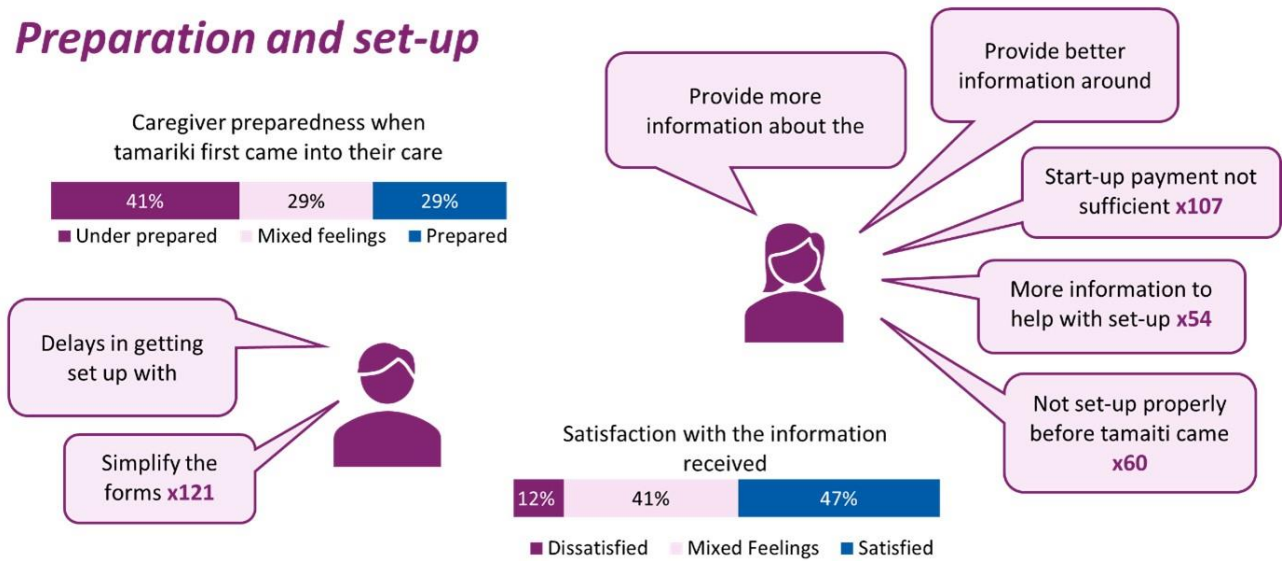 Preparation and set-up
Caregiver preparedness when
tamariki first came into their care
41%
29%
29%
Under prepared
Mixed feelings
Prepared
Delays in getting
set up with
Simplify the
forms x121
Provide more
information about the
Provide better
information around
Start-up payment not
sufficient x107
More information to
help with set-up x54
Not set-up properly
before tamaiti came
x60
Satisfaction with the information
received
12%
41%
47%
Dissatisfied
Mixed Feelings
Satisfied